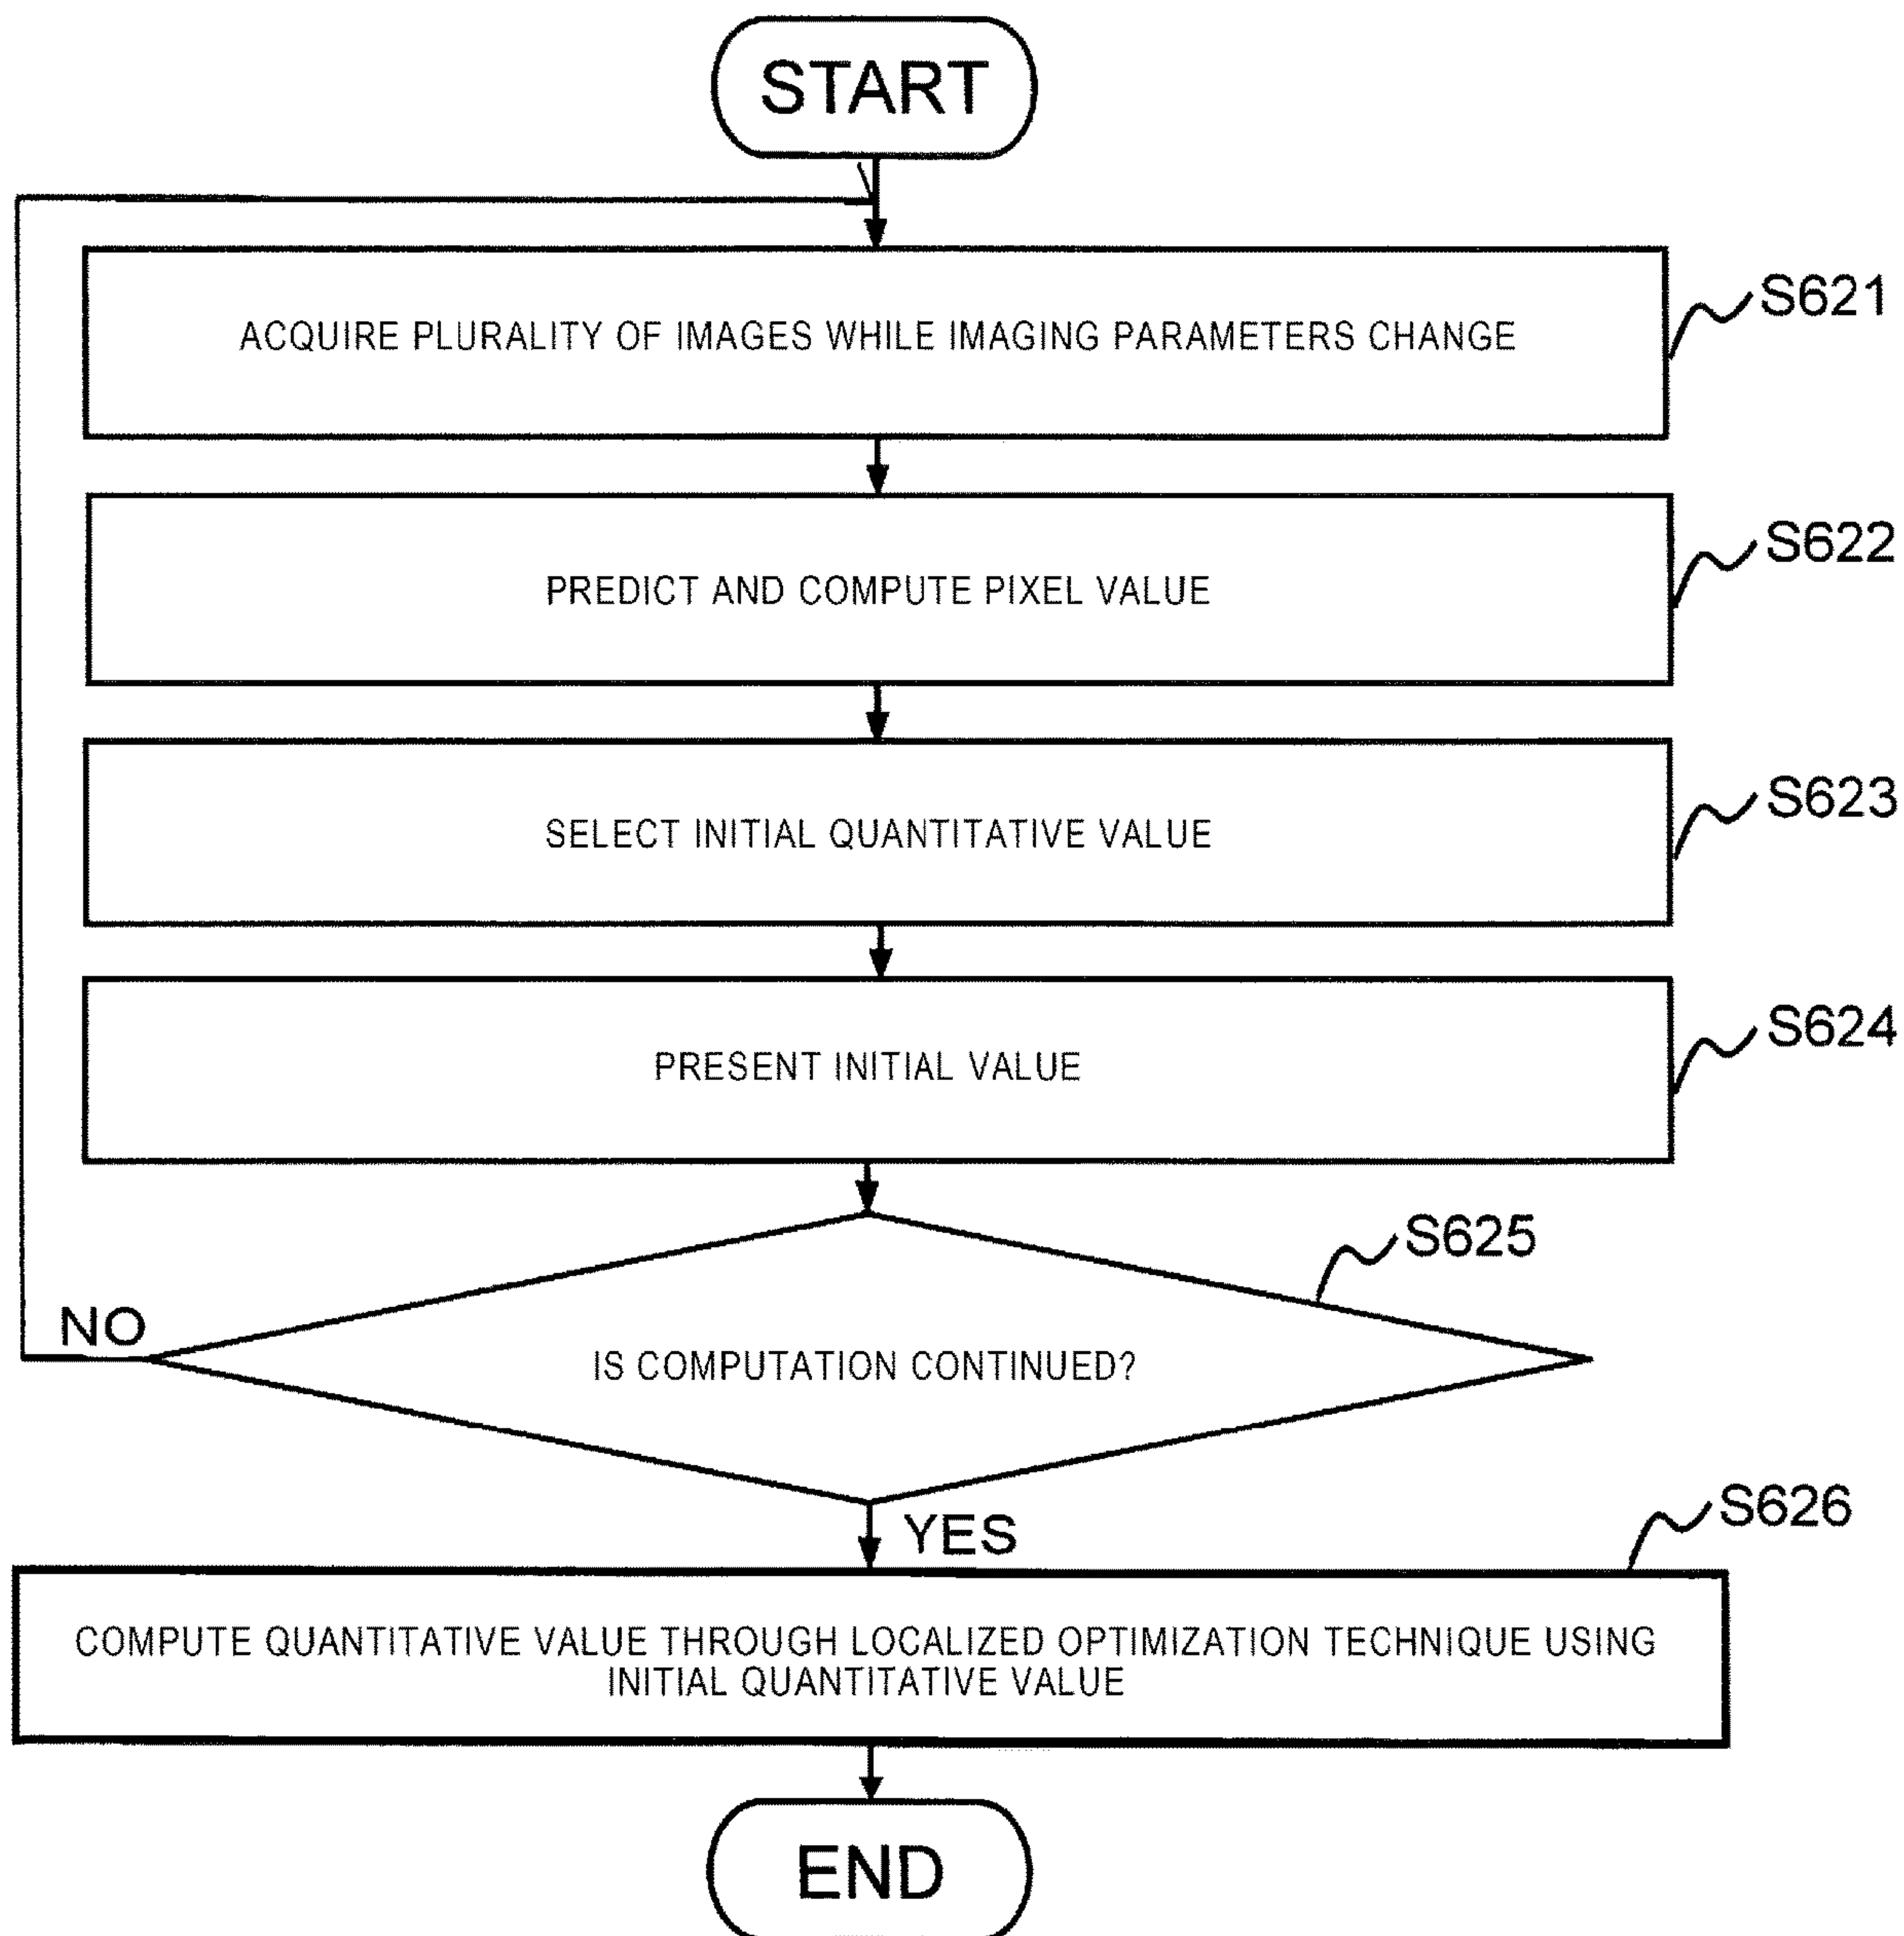 START
ACQUIRE PLURALITY OF IMAGES WHILE IMAGING PARAMETERS CHANGE
S621
PREDICT AND COMPUTE PIXEL VALUE
S622
SELECT INITIAL QUANTITATIVE VALUE
S623
PRESENT INITIAL VALUE
S624
S625
NO
IS COMPUTATION CONTINUED?
YES
S626
COMPUTE QUANTITATIVE VALUE THROUGH LOCALIZED OPTIMIZATION TECHNIQUE USING
INITIAL QUANTITATIVE VALUE
END